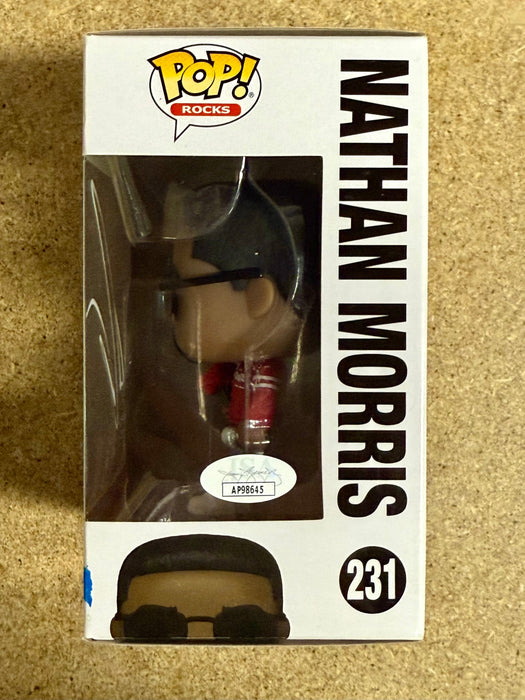 POP!
ROCKS
NATHAN MORRIS
231
AP98645